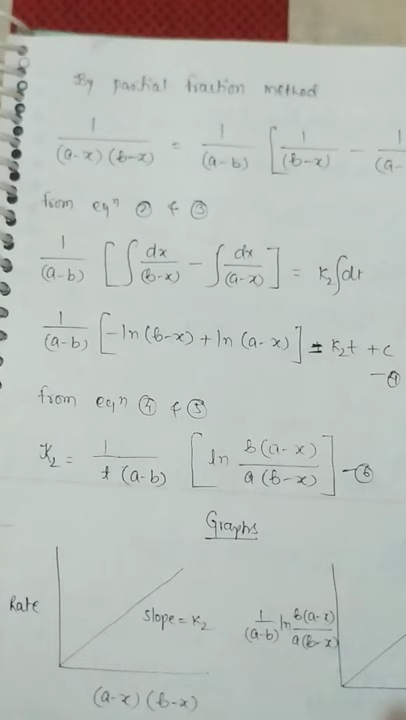 By partial fraction method
1/((a-x)(b-x)) = 1/(a-b) [1/(b-x) - 1/(a-
from eqn ② & ③
1/(a-b) [∫dx/(b-x) - ∫dx/(a-x)] = K₂∫dt
1/(a-b) [-ln(b-x) + ln(a-x)] = K₂t + c
-④
from eqn ④ & ⑤
K₂ = 1/(t(a-b)) [ln b(a-x)/a(b-x)] -⑥
Graphs
Rate
Slope = K₂
(a-x)(b-x)
1/(a-b) ln b(a-x)/a(b-x)